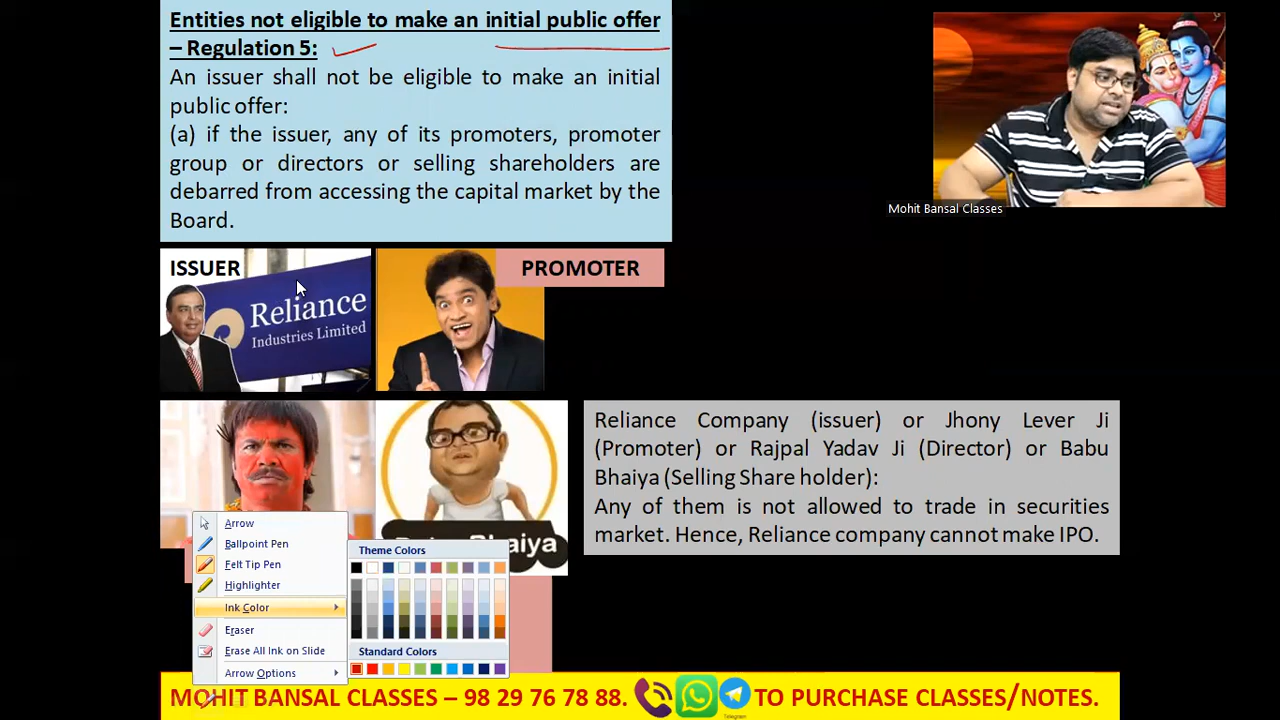 Entities not eligible to make an initial public offer
– Regulation 5:
An issuer shall not be eligible to make an initial
public offer:
(a) if the issuer, any of its promoters, promoter
group or directors or selling shareholders are
debarred from accessing the capital market by the
Board.
Mohit Bansal Classes
ISSUER
Reliance
Industries Limited
PROMOTER
Reliance Company (issuer) or Jhony Lever Ji
(Promoter) or Rajpal Yadav Ji (Director) or Babu
Bhaiya (Selling Share holder):
Any of them is not allowed to trade in securities
market. Hence, Reliance company cannot make IPO.
Arrow
Ballpoint Pen
Felt Tip Pen
Highlighter
Ink Color
Eraser
Erase All Ink on Slide
Arrow Options
Theme Colors
Standard Colors
MOHIT BANSAL CLASSES – 98 29 76 78 88.
Telegram
TO PURCHASE CLASSES/NOTES.